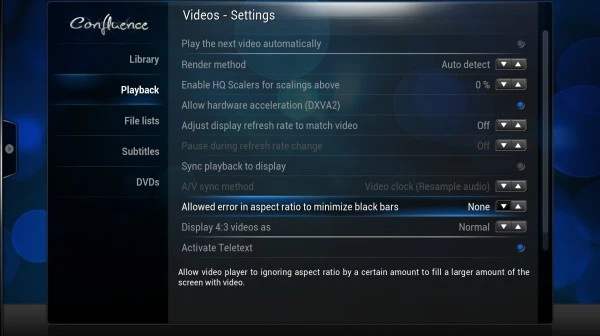 Confluence
Videos - Settings
Library
Playback
File lists
Subtitles
DVDs
Play the next video automatically
Render method Auto detect
Enable HQ Scalers for scalings above 0 %
Allow hardware acceleration (DXVA2)
Adjust display refresh rate to match video Off
Pause during refresh rate change Off
Sync playback to display
A/V sync method Video clock (Resample audio)
Allowed error in aspect ratio to minimize black bars None
Display 4:3 videos as Normal
Activate Teletext
Allow video player to ignoring aspect ratio by a certain amount to fill a larger amount of the
screen with video.